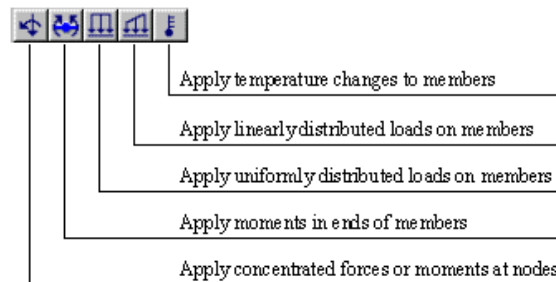 Apply temperature changes to members
Apply linearly distributed loads on members
Apply uniformly distributed loads on members
Apply moments in ends of members
Apply concentrated forces or moments at nodes